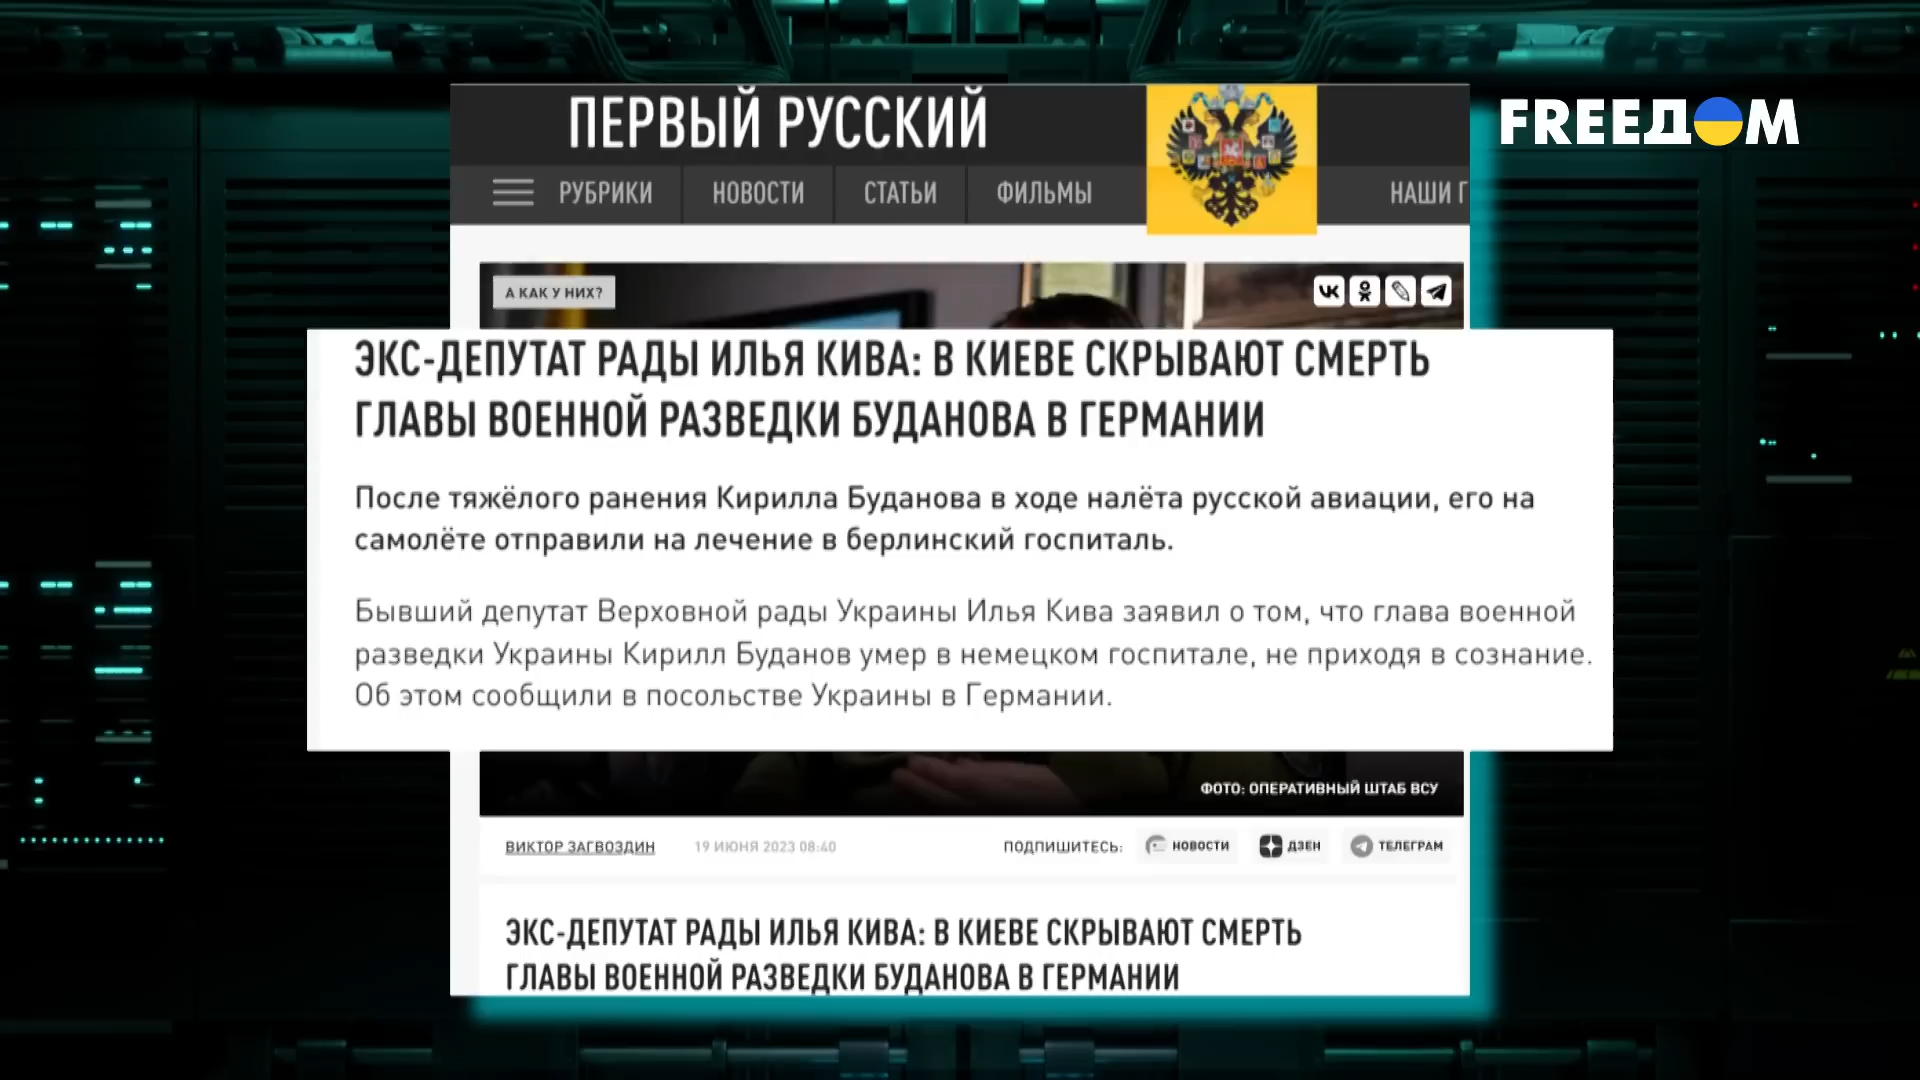 ПЕРВЫЙ РУССКИЙ
FREEДОМ
РУБРИКИ НОВОСТИ СТАТЬИ ФИЛЬМЫ НАШИ Г
А КАК У НИХ?
ЭКС-ДЕПУТАТ РАДЫ ИЛЬЯ КИВА: В КИЕВЕ СКРЫВАЮТ СМЕРТЬ
ГЛАВЫ ВОЕННОЙ РАЗВЕДКИ БУДАНОВА В ГЕРМАНИИ
После тяжёлого ранения Кирилла Буданова в ходе налёта русской авиации, его на
самолёте отправили на лечение в берлинский госпиталь.
Бывший депутат Верховной рады Украины Илья Кива заявил о том, что глава военной
разведки Украины Кирилл Буданов умер в немецком госпитале, не приходя в сознание.
Об этом сообщили в посольстве Украины в Германии.
ФОТО: ОПЕРАТИВНЫЙ ШТАБ ВСУ
ВИКТОР ЗАГВОЗДИН 19 ИЮНЯ 2023 08:40 ПОДПИШИТЕСЬ: НОВОСТИ ДЗЕН ТЕЛЕГРАМ
ЭКС-ДЕПУТАТ РАДЫ ИЛЬЯ КИВА: В КИЕВЕ СКРЫВАЮТ СМЕРТЬ
ГЛАВЫ ВОЕННОЙ РАЗВЕДКИ БУДАНОВА В ГЕРМАНИИ